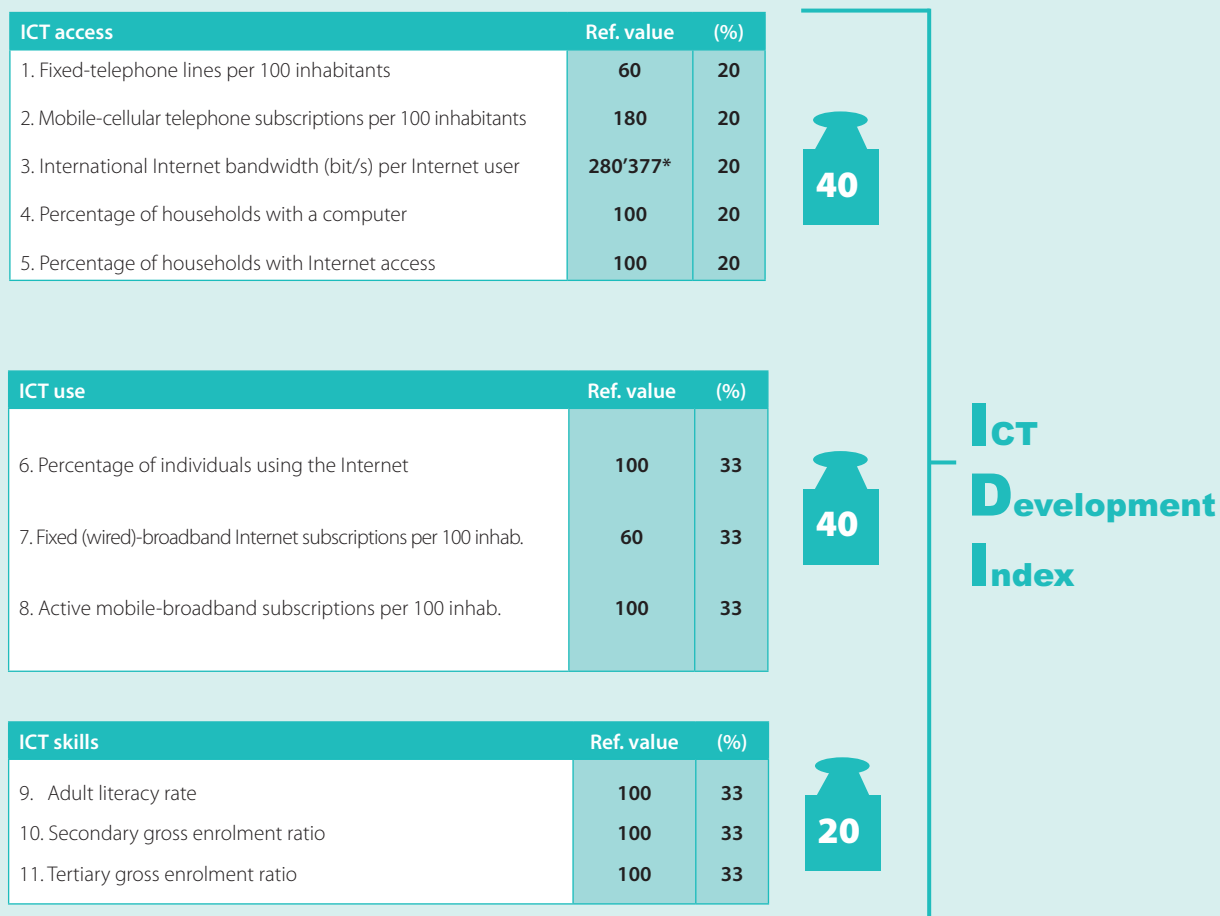 ICT access Ref. value (%)
1. Fixed-telephone lines per 100 inhabitants 60 20
2. Mobile-cellular telephone subscriptions per 100 inhabitants 180 20
3. International Internet bandwidth (bit/s) per Internet user 280’377* 20
4. Percentage of households with a computer 100 20
5. Percentage of households with Internet access 100 20
40
ICT use Ref. value (%)
6. Percentage of individuals using the Internet 100 33
7. Fixed (wired)-broadband Internet subscriptions per 100 inhab. 60 33
8. Active mobile-broadband subscriptions per 100 inhab. 100 33
40
ICT skills Ref. value (%)
9. Adult literacy rate 100 33
10. Secondary gross enrolment ratio 100 33
11. Tertiary gross enrolment ratio 100 33
20
ICT
Development
Index